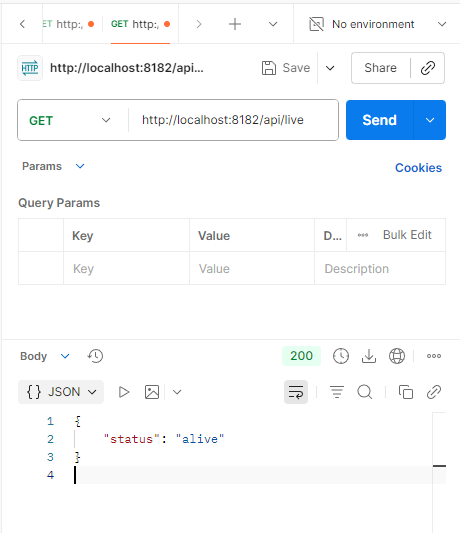 ET http:,
GET http:,
No environment
HTTP
http://localhost:8182/api...
Save
Share
GET
http://localhost:8182/api/live
Send
Params
Cookies
Query Params
Key
Value
D...
Bulk Edit
Key
Value
Description
Body
200
{} JSON
1 {
2 "status": "alive"
3 }
4